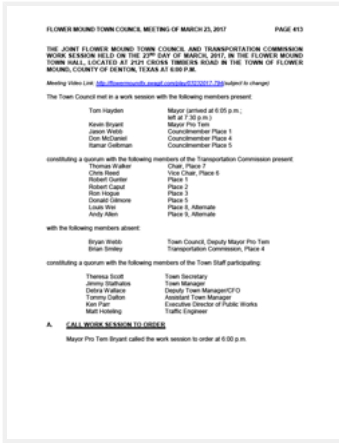 FLOWER MOUND TOWN COUNCIL MEETING OF MARCH 23, 2017 PAGE 413
THE JOINT FLOWER MOUND TOWN COUNCIL AND TRANSPORTATION COMMISSION
WORK SESSION HELD ON THE 23RD DAY OF MARCH, 2017, IN THE FLOWER MOUND
TOWN HALL, LOCATED AT 2121 CROSS TIMBERS ROAD IN THE TOWN OF FLOWER
MOUND, COUNTY OF DENTON, TEXAS AT 6:00 P.M.
Meeting Video Link: (subject to change)
The Town Council met in a work session with the following members present:
Tom Hayden Mayor (arrived at 6:05 p.m.;
left at 7:30 p.m.)
Kevin Bryant Mayor Pro Tem
Jason Webb Councilmember Place 1
Don McDaniel Councilmember Place 4
Itamar Gelbman Councilmember Place 5
constituting a quorum with the following members of the Transportation Commission present
Thomas Walker Chair, Place 7
Chris Reed Vice Chair, Place 6
Robert Gunter Place 1
Robert Caput Place 2
Ron Hogue Place 3
Donald Gilmore Place 5
Louis Wei Place 8, Alternate
Andy Allen Place 9, Alternate
with the following members absent:
Bryan Webb Town Council, Deputy Mayor Pro Tem
Brian Smiley Transportation Commission, Place 4
constituting a quorum with the following members of the Town Staff participating:
Theresa Scott Town Secretary
Jimmy Stathatos Town Manager
Debra Wallace Deputy Town Manager/CFO
Tommy Dalton Assistant Town Manager
Ken Parr Executive Director of Public Works
Matt Hotelling Traffic Engineer
A. CALL WORK SESSION TO ORDER
Mayor Pro Tem Bryant called the work session to order at 6:00 p.m.